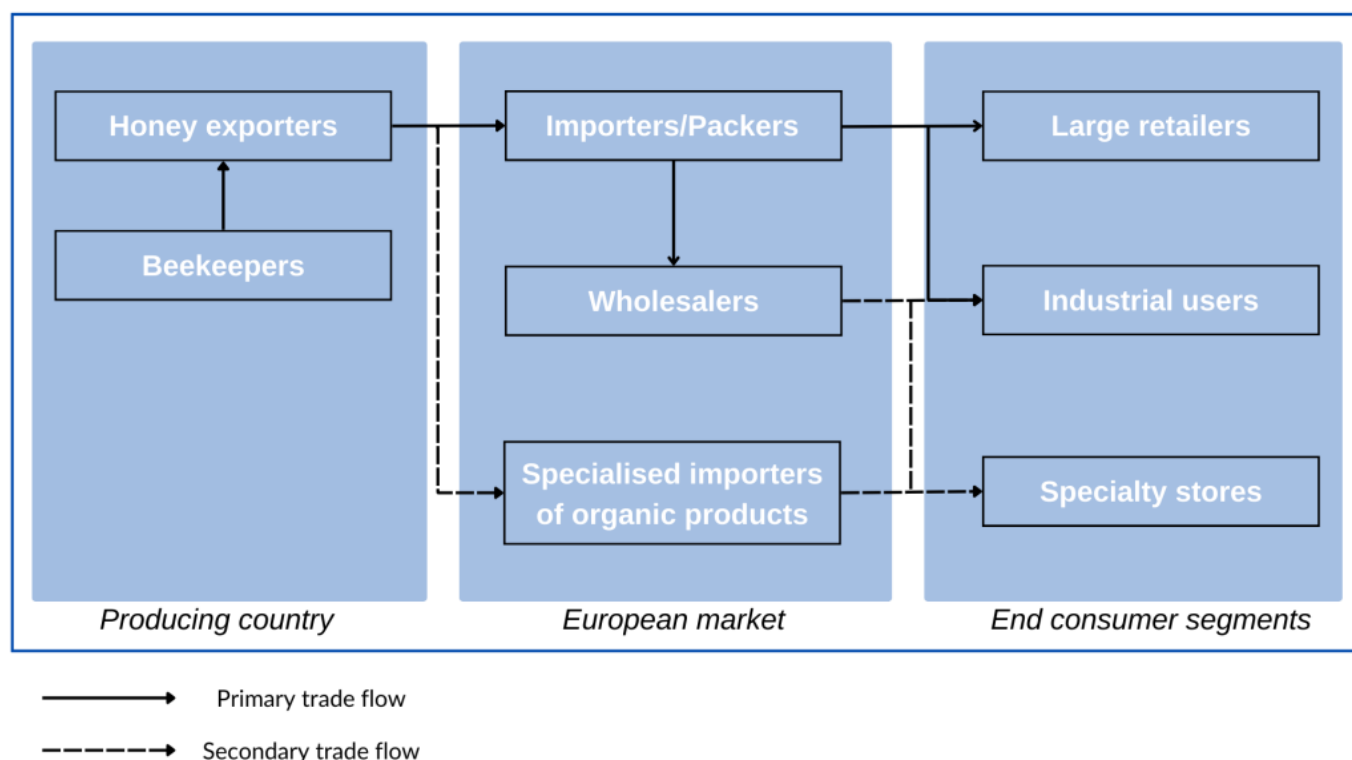 Honey exporters
Beekeepers
Producing country
Importers/Packers
Wholesalers
Specialised importers
of organic products
European market
Large retailers
Industrial users
Specialty stores
End consumer segments
Primary trade flow
Secondary trade flow